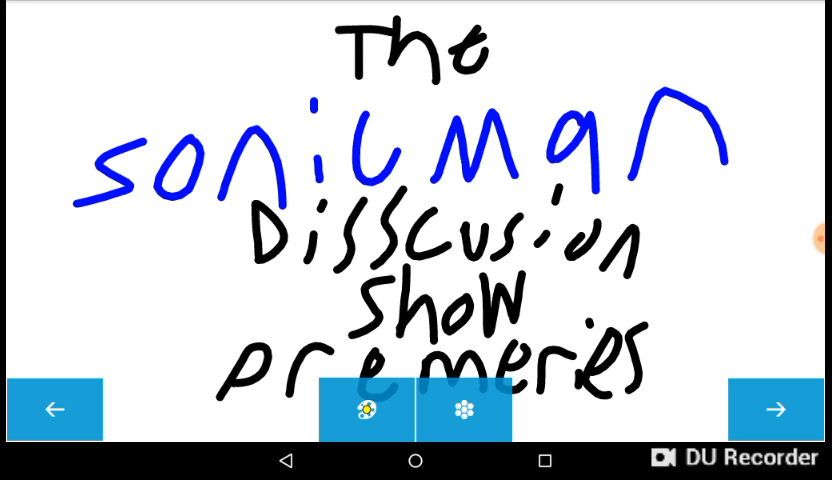 The
sonicman
Disscusion
show
premeries
DU Recorder